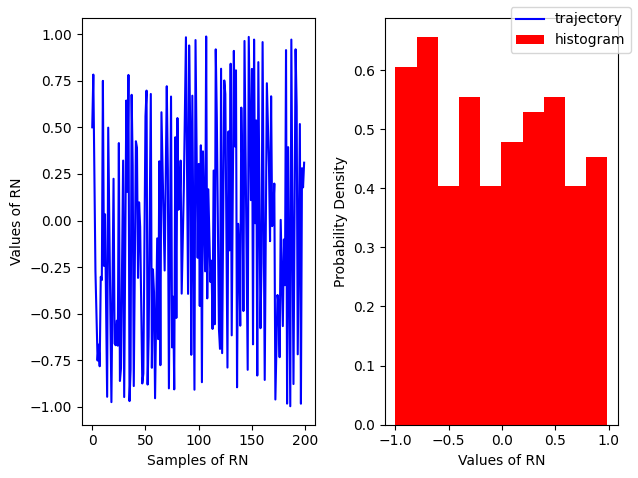 trajectory
histogram
1.00
0.75
0.50
0.25
0.00
−0.25
−0.50
−0.75
−1.00
Values of RN
0 50 100 150 200
Samples of RN
0.6
0.5
0.4
0.3
0.2
0.1
0.0
Probability Density
−1.0 −0.5 0.0 0.5 1.0
Values of RN